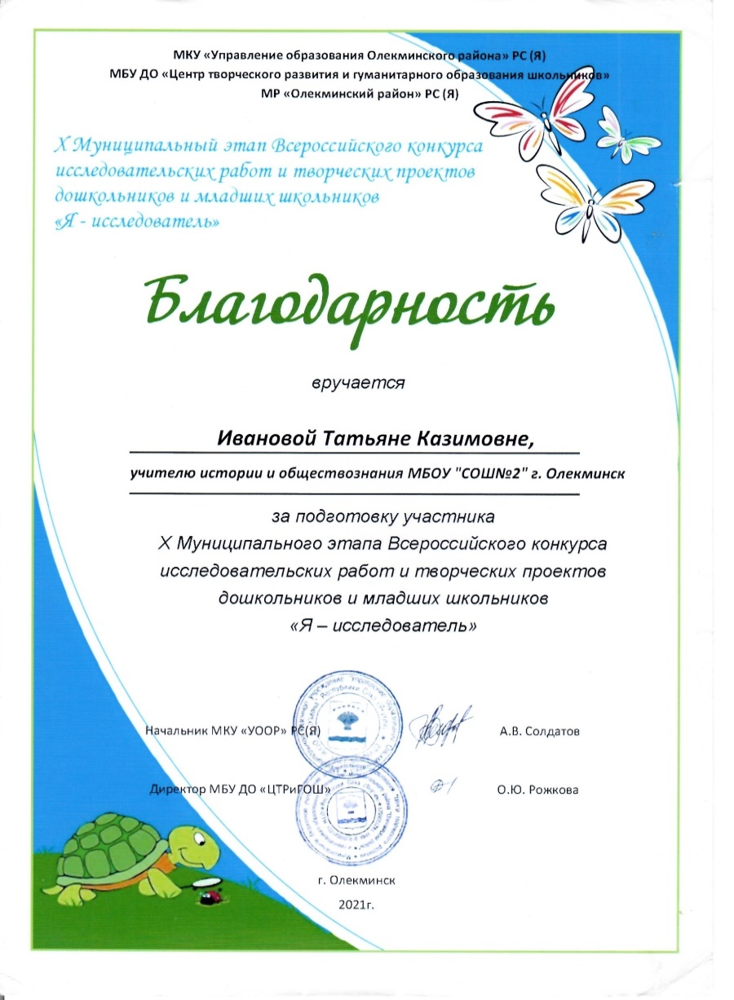 МКУ «Управление образования Олекминского района» РС (Я)
МБУ ДО «Центр творческого развития и гуманитарного образования школьников»
МР «Олекминский район» РС (Я)
X Муниципальный этап Всероссийского конкурса
исследовательских работ и творческих проектов
дошкольников и младших школьников
«Я - исследователь»
Благодарность
вручается
Ивановой Татьяне Казимовне,
учителю истории и обществознания МБОУ "СОШ№2" г. Олекминск
за подготовку участника
X Муниципального этапа Всероссийского конкурса
исследовательских работ и творческих проектов
дошкольников и младших школьников
«Я – исследователь»
Начальник МКУ «УООР» РС(Я) А.В. Солдатов
Директор МБУ ДО «ЦТРиГОШ» О.Ю. Рожкова
г. Олекминск
2021г.